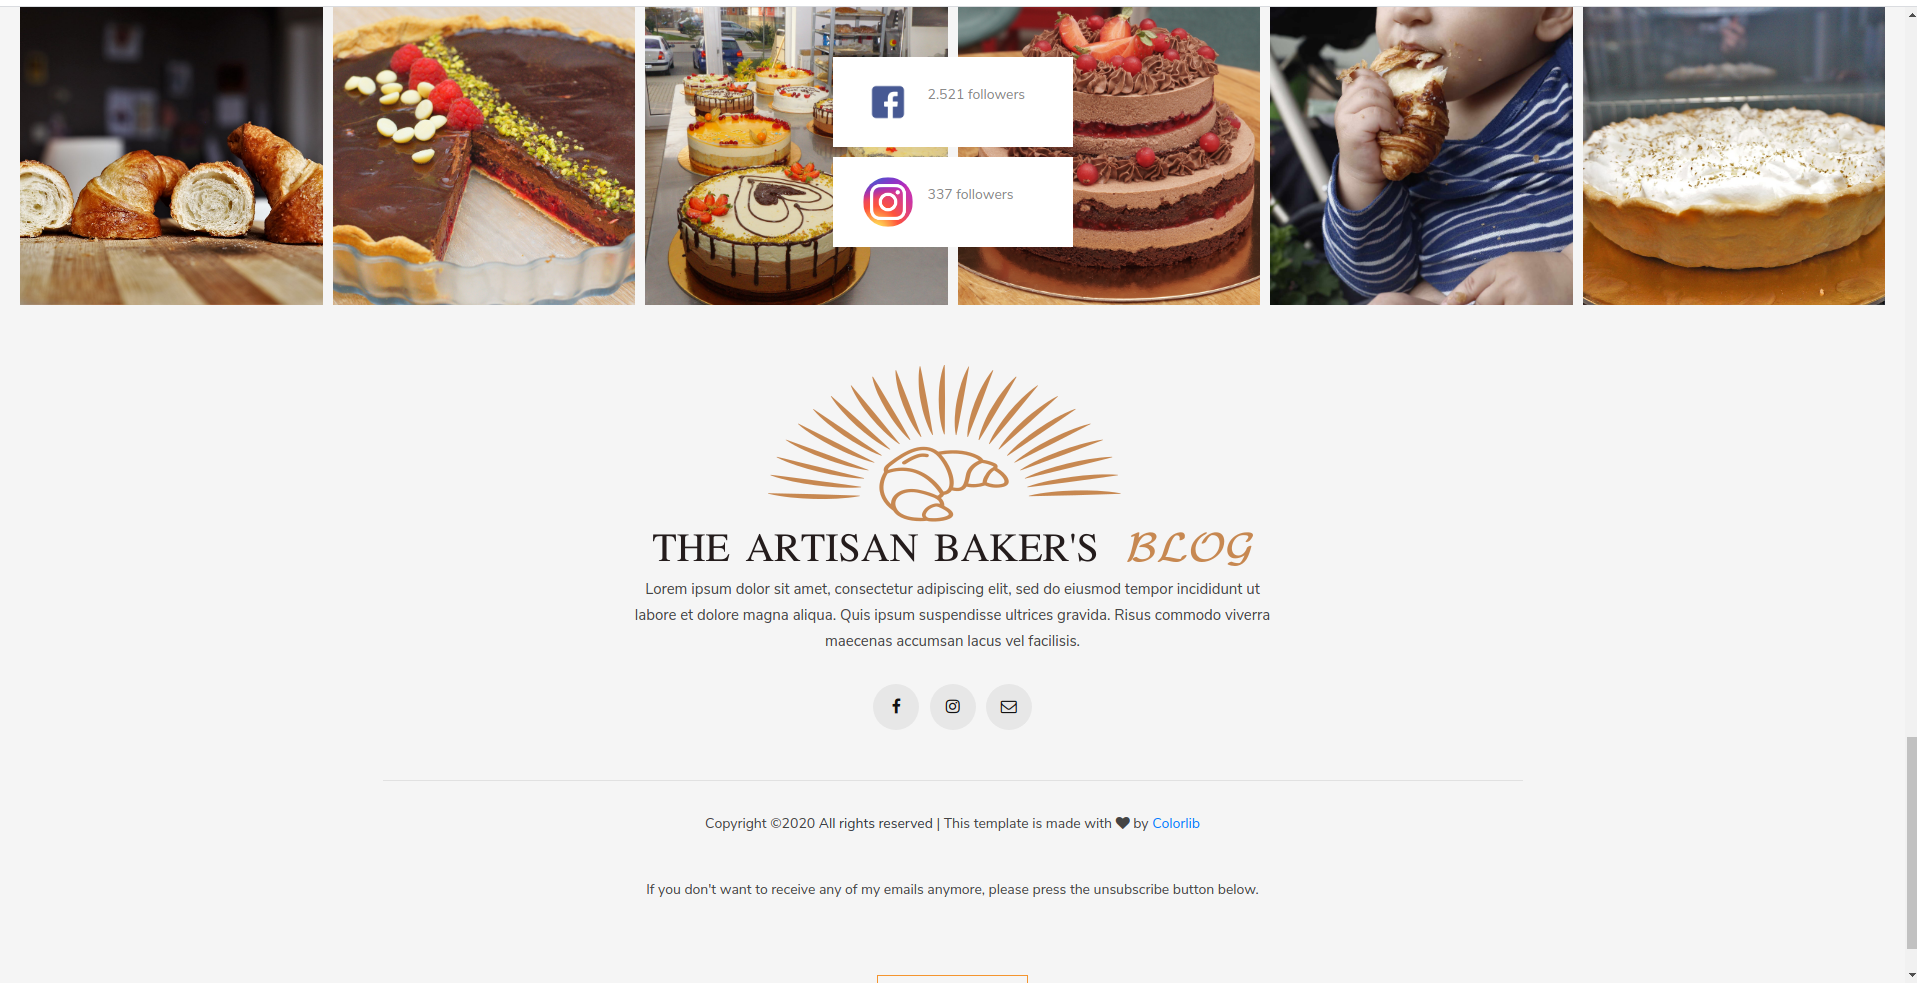 2.521 followers
337 followers
THE ARTISAN BAKER'S BLOG
Lorem ipsum dolor sit amet, consectetur adipiscing elit, sed do eiusmod tempor incididunt ut
labore et dolore magna aliqua. Quis ipsum suspendisse ultrices gravida. Risus commodo viverra
maecenas accumsan lacus vel facilisis.
Copyright ©2020 All rights reserved | This template is made with ♥ by Colorlib
If you don't want to receive any of my emails anymore, please press the unsubscribe button below.